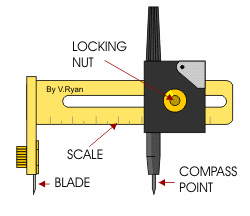 LOCKING
NUT
By V.Ryan
SCALE
BLADE
COMPASS
POINT